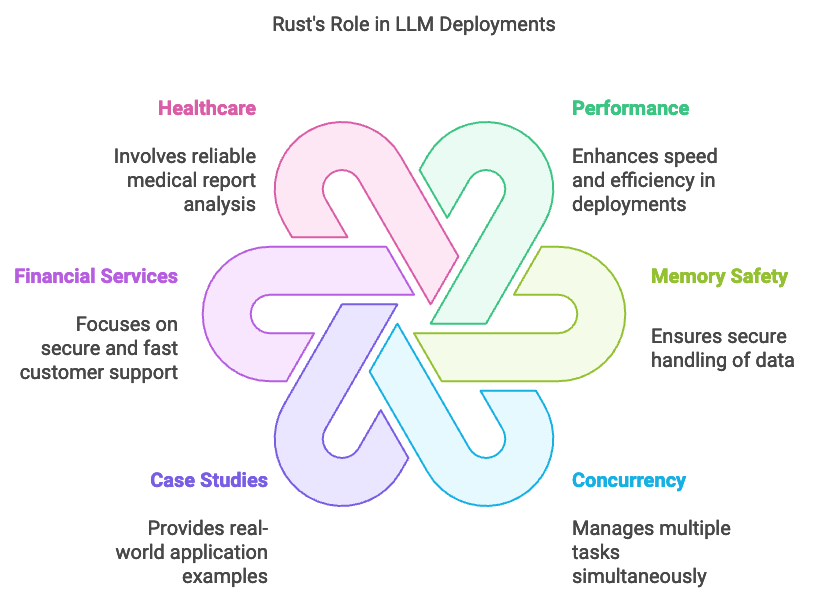 Rust's Role in LLM Deployments
Healthcare
Involves reliable
medical report
analysis
Performance
Enhances speed
and efficiency in
deployments
Financial Services
Focuses on
secure and fast
customer support
Memory Safety
Ensures secure
handling of data
Case Studies
Provides real-
world application
examples
Concurrency
Manages multiple
tasks
simultaneously